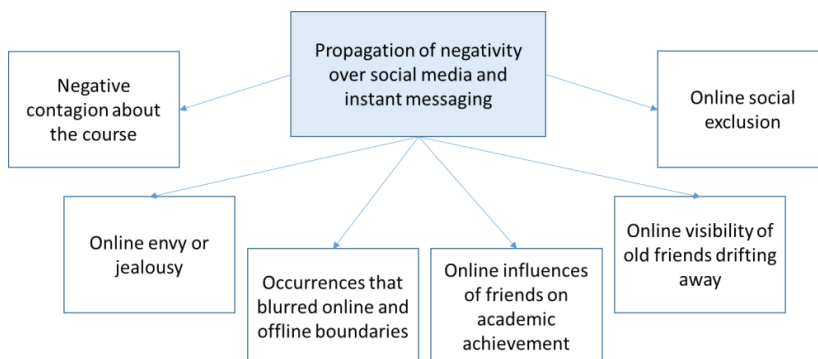 Propagation of negativity
over social media and
instant messaging
Negative
contagion about
the course
Online social
exclusion
Online envy or
jealousy
Occurrences that
blurred online and
offline boundaries
Online influences
of friends on
academic
achievement
Online visibility of
old friends drifting
away